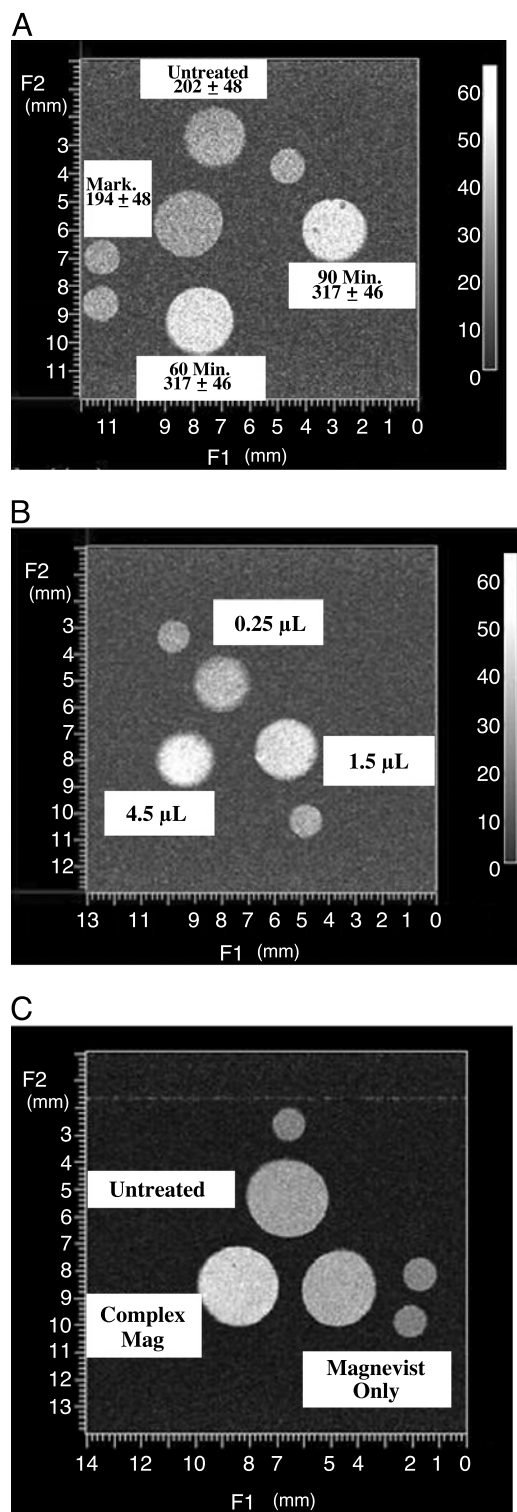 A
F2
(mm)
Untreated
202 ± 48
60
50
40
30
20
10
0
3
4
5
6
7
8
9
10
11
Mark.
194 ± 48
90 Min.
317 ± 46
60 Min.
317 ± 46
11 9 8 7 6 5 4 3 2 1 0
F1 (mm)
B
F2
(mm)
60
50
40
30
20
10
0
3
4
5
6
7
8
9
10
11
12
0.25 µL
1.5 µL
4.5 µL
13 11 9 8 7 6 5 4 3 2 1 0
F1 (mm)
C
F2
(mm)
3
4
5
6
7
8
9
10
11
12
13
Untreated
Complex
Mag
Magnevist
Only
14 12 10 8 7 6 5 4 2 1 0
F1 (mm)